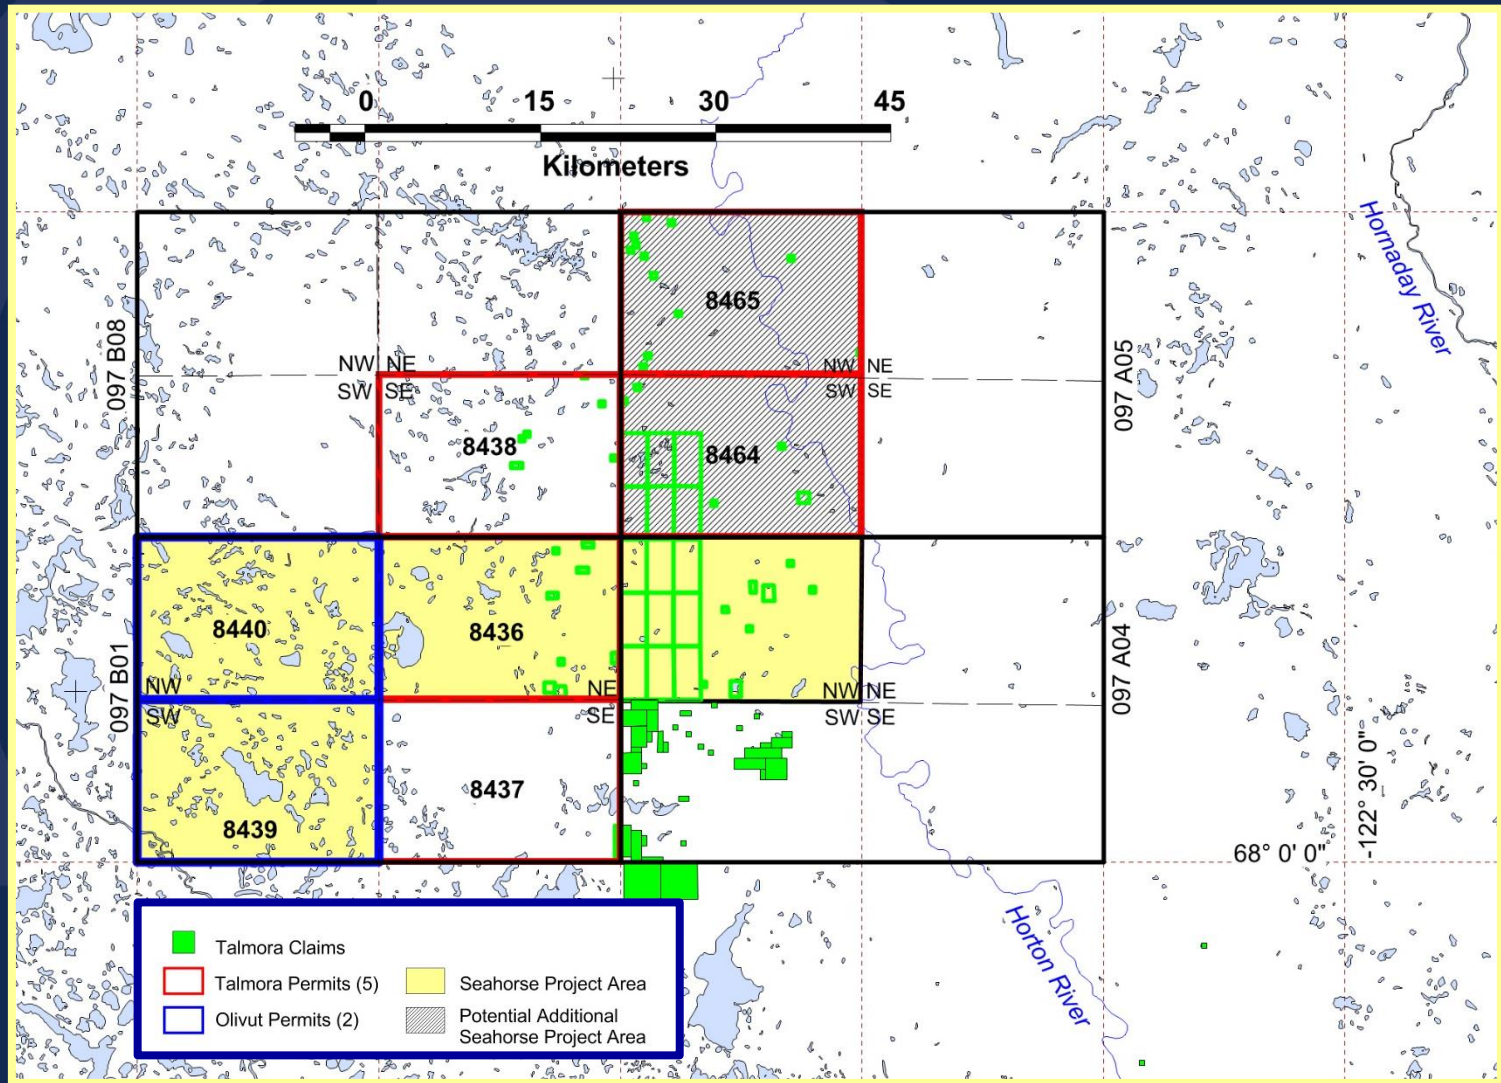 0 15 30 45
Kilometers
Hornaday River
8465
097 B08
NW NE
NW NE
SW SE
SW SE
097 A05
8438
8464
8440
8436
097 B01
NW
NE
NW NE
SW
SE
SW SE
097 A04
8437
8439
-122° 30' 0"
68° 0' 0"
Horton River
Talmora Claims
Talmora Permits (5)
Seahorse Project Area
Olivut Permits (2)
Potential Additional
Seahorse Project Area